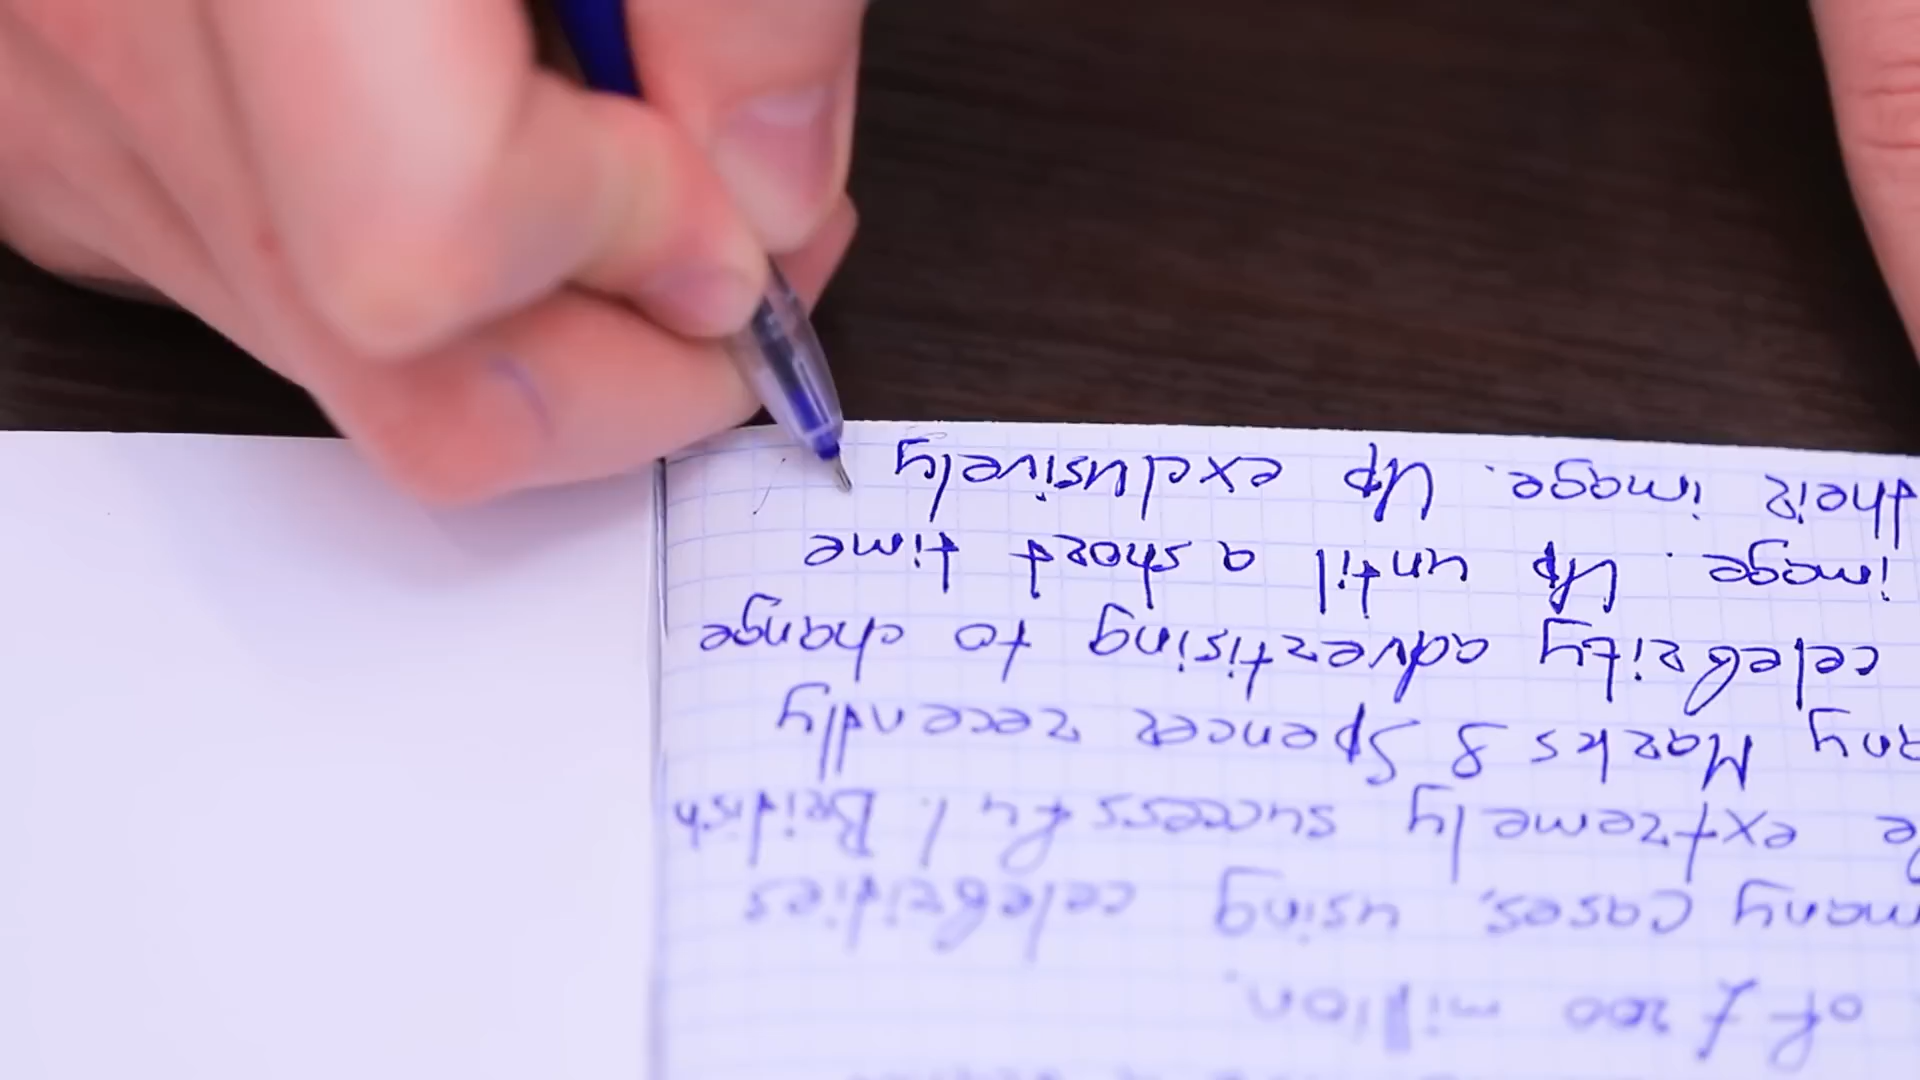 of £ 200 million.
many cases, using celebrities
extremely successful. British
Marks & Spencer recently
celebrity advertising to change
image. Up until a short time
their image. Up exclusively